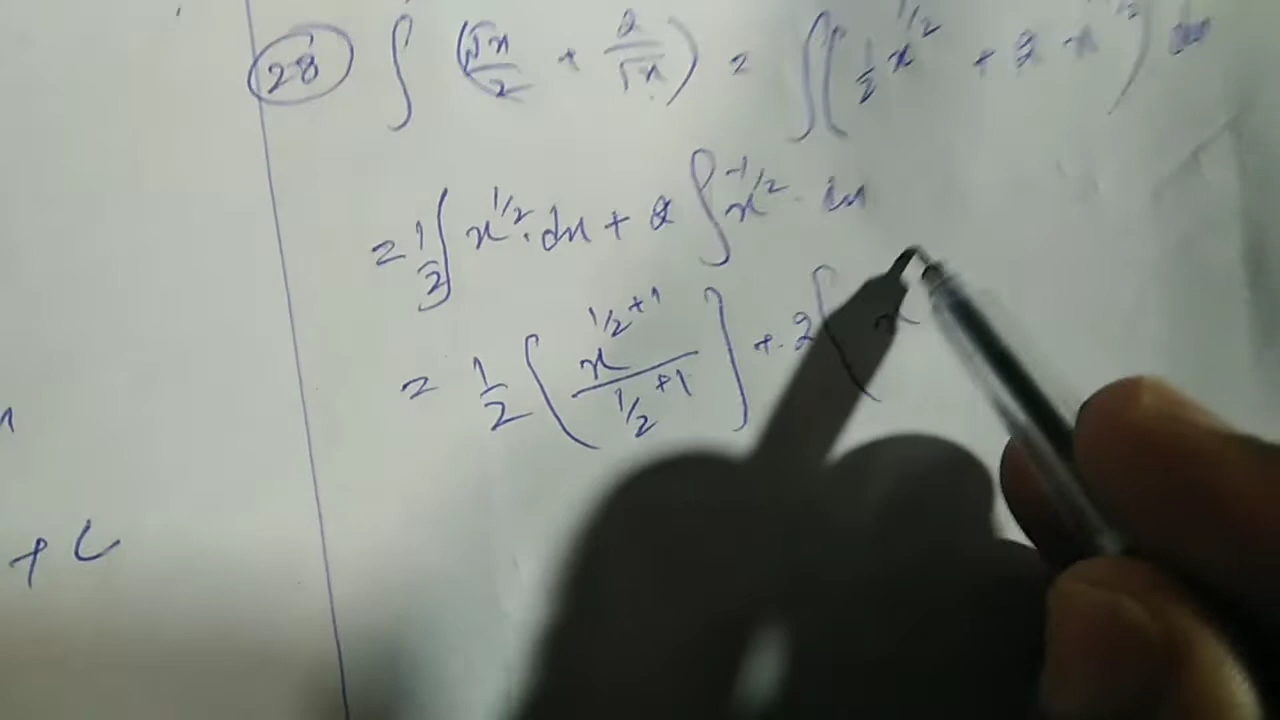 28 ∫ (√x/2 + 2/√x) = ∫(1/2 x^1/2 + 2 x^-1/2) dx
= 1/2 ∫ x^1/2 . dx + 2 ∫ x^-1/2 . dx
= 1/2 [x^1/2+1 / 1/2+1] + 2 [x
+ C